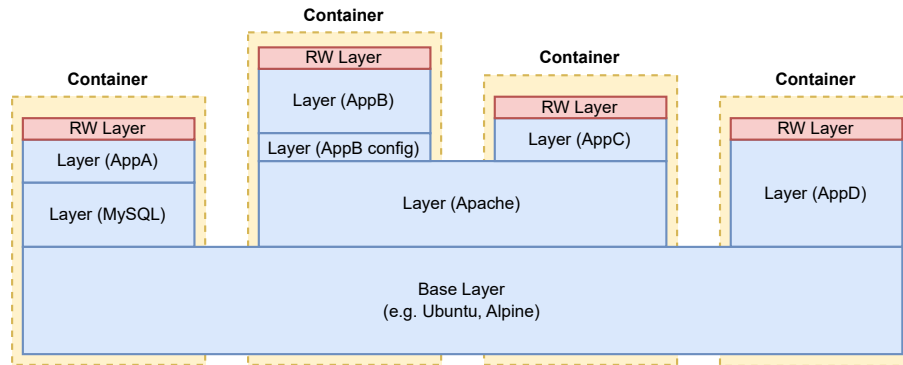 Container
RW Layer
Layer (AppA)
Layer (MySQL)
Container
RW Layer
Layer (AppB)
Layer (AppB config)
Container
RW Layer
Layer (AppC)
Layer (Apache)
Container
RW Layer
Layer (AppD)
Base Layer
(e.g. Ubuntu, Alpine)